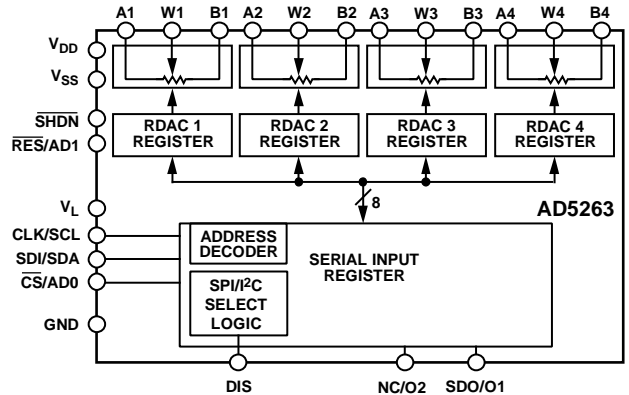 A1 W1 B1 A2 W2 B2 A3 W3 B3 A4 W4 B4
VDD
VSS
SHDN
RES/AD1
RDAC 1
REGISTER
RDAC 2
REGISTER
RDAC 3
REGISTER
RDAC 4
REGISTER
8
AD5263
VL
CLK/SCL
SDI/SDA
CS/AD0
GND
ADDRESS
DECODER
SERIAL INPUT
REGISTER
SPI/I²C
SELECT
LOGIC
DIS
NC/O2
SDO/O1